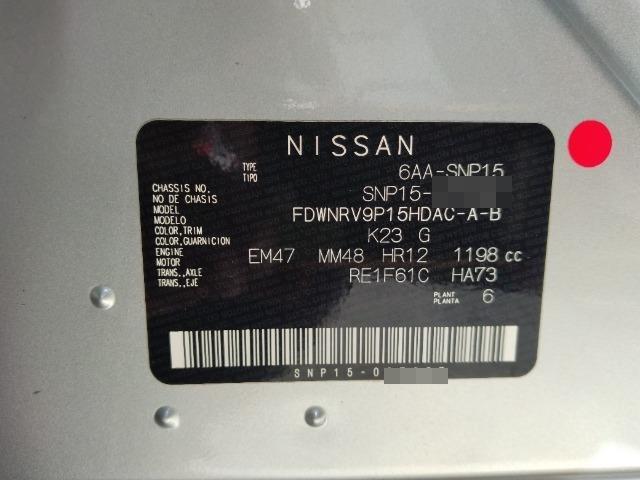 NISSAN
TYPE
TIPO 6AA-SNP15
CHASSIS NO.
NO DE CHASIS SNP15-
MODEL
MODELO FDWNRV9P15HDAC-A-B
COLOR,TRIM
COLOR,GUARNICION K23 G
ENGINE
MOTOR EM47 MM48 HR12 1198 cc
TRANS.,AXLE
TRANS.,EJE RE1F61C HA73
PLANT
PLANTA 6
SNP15-0